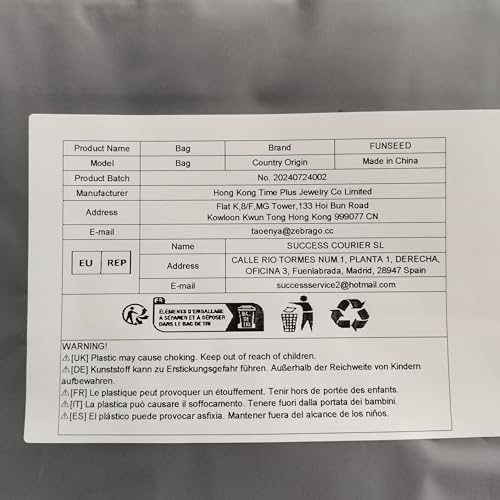 Product Name Bag Brand FUNSEED
Model Bag Country Origin Made in China
Product Batch No. 20240724002
Manufacturer Hong Kong Time Plus Jewelry Co Limited
Address Flat K,8/F,MG Tower,133 Hoi Bun Road
Kowloon Kwun Tong Hong Kong 999077 CN
E-mail taoenya@zebrago.cc
EU REP
Name SUCCESS COURIER SL
Address CALLE RIO TORMES NUM.1, PLANTA 1, DERECHA,
OFICINA 3, Fuenlabrada, Madrid, 28947 Spain
E-mail successservice2@hotmail.com
FR
ÉLÉMENTS D'EMBALLAGE
À SÉPARER ET À DÉPOSER
DANS LE BAC DE TRI
WARNING!
⚠[UK] Plastic may cause choking. Keep out of reach of children.
⚠[DE] Kunststoff kann zu Erstickungsgefahr führen. Außerhalb der Reichweite von Kindern
aufbewahren.
⚠[FR] Le plastique peut provoquer un étouffement. Tenir hors de portée des enfants.
⚠[IT] La plastica può causare il soffocamento. Tenere fuori dalla portata dei bambini.
⚠[ES] El plástico puede provocar asfixia. Mantener fuera del alcance de los niños.